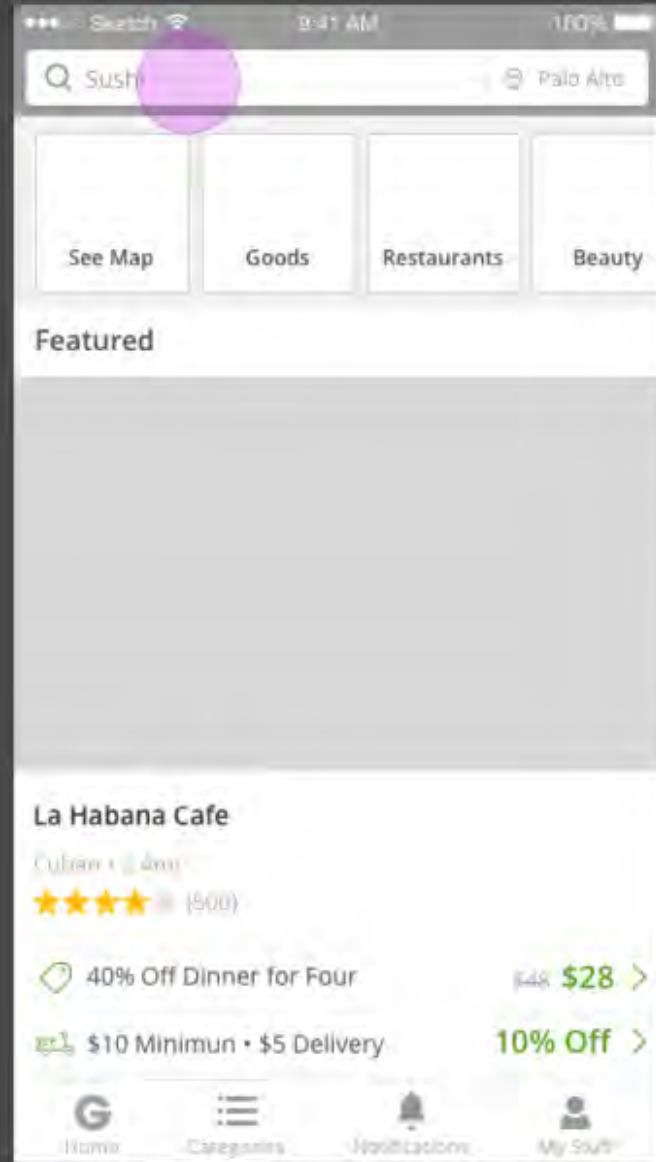 Sketch 9:41 AM 100%
Sush Palo Alto
See Map Goods Restaurants Beauty
Featured
La Habana Cafe
Cuban •
(500)
40% Off Dinner for Four $48 $28 >
$10 Minimun • $5 Delivery 10% Off >
G
Home Categories Notifications My Stuff